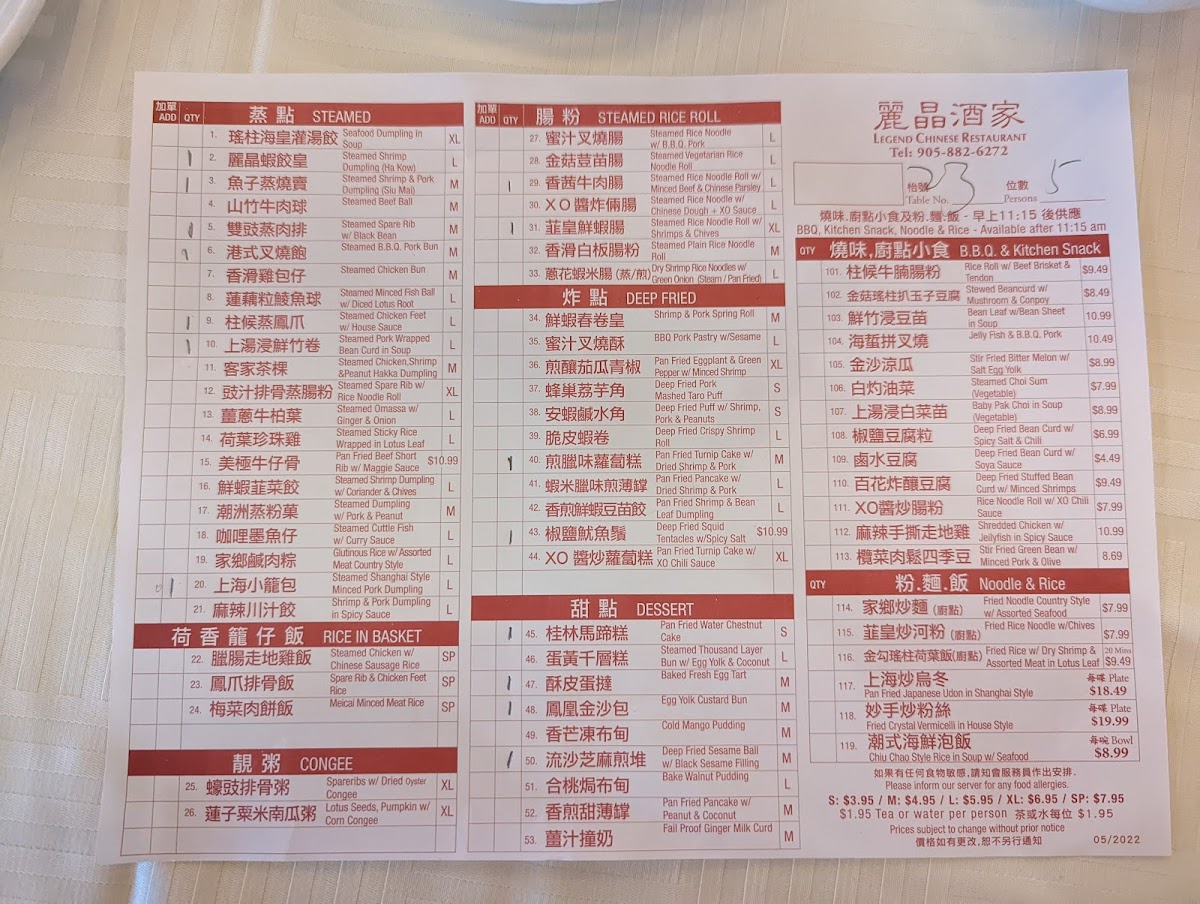 加單 ADD QTY 蒸點 STEAMED
1. 瑤柱海皇灌湯餃 Seafood Dumpling in Soup XL
2. 麗晶蝦餃皇 Steamed Shrimp Dumpling (Ha Kow) L
3. 魚子蒸燒賣 Steamed Shrimp & Pork Dumpling (Siu Mai) M
4. 山竹牛肉球 Steamed Beef Ball M
5. 雙豉蒸肉排 Steamed Spare Rib w/ Black Bean M
6. 港式叉燒飽 Steamed B.B.Q. Pork Bun M
7. 香滑雞包仔 Steamed Chicken Bun M
8. 蓮藕粒鯪魚球 Steamed Minced Fish Ball w/ Diced Lotus Root L
9. 柱候蒸鳳爪 Steamed Chicken Feet w/ House Sauce L
10. 上湯浸鮮竹卷 Steamed Pork Wrapped Bean Curd in Soup L
11. 客家茶粿 Steamed Chicken,Shrimp &Peanut Hakka Dumpling M
12. 豉汁排骨蒸腸粉 Steamed Spare Rib w/ Rice Noodle Roll XL
13. 薑蔥牛柏葉 Steamed Omassa w/ Ginger & Onion L
14. 荷葉珍珠雞 Steamed Sticky Rice Wrapped in Lotus Leaf L
15. 美極牛仔骨 Pan Fried Beef Short Rib w/ Maggie Sauce $10.99
16. 鮮蝦韮菜餃 Steamed Shrimp Dumpling w/ Coriander & Chives L
17. 潮洲蒸粉菓 Steamed Dumpling w/ Pork & Peanut M
18. 咖哩墨魚仔 Steamed Cuttle Fish w/ Curry Sauce L
19. 家鄉鹹肉粽 Glutinous Rice w/ Assorted Meat Country Style L
20. 上海小籠包 Steamed Shanghai Style Minced Pork Dumpling L
21. 麻辣川汁餃 Shrimp & Pork Dumpling in Spicy Sauce L
荷香籠仔飯 RICE IN BASKET
22. 臘腸走地雞飯 Steamed Chicken w/ Chinese Sausage Rice SP
23. 鳳爪排骨飯 Spare Rib & Chicken Feet Rice SP
24. 梅菜肉餅飯 Meicai Minced Meat Rice SP
靚粥 CONGEE
25. 蠔豉排骨粥 Spareribs w/ Dried Oyster Congee XL
26. 蓮子粟米南瓜粥 Lotus Seeds, Pumpkin w/ Corn Congee XL
加單 ADD QTY 腸粉 STEAMED RICE ROLL
27. 蜜汁叉燒腸 Steamed Rice Noodle w/ B.B.Q. Pork L
28. 金菇荳苗腸 Steamed Vegetarian Rice Noodle Roll L
29. 香茜牛肉腸 Steamed Rice Noodle Roll w/ Minced Beef & Chinese Parsley L
30. XO醬炸倆腸 Steamed Rice Noodle w/ Chinese Dough + XO Sauce L
31. 韮皇鮮蝦腸 Steamed Rice Noodle Roll w/ Shrimps & Chives XL
32. 香滑白板腸粉 Steamed Plain Rice Noodle Roll M
33. 蔥花蝦米腸 (蒸/煎) Dry Shrimp Rice Noodles w/ Green Onion (Steam / Pan Fried) L
炸點 DEEP FRIED
34. 鮮蝦春卷皇 Shrimp & Pork Spring Roll M
35. 蜜汁叉燒酥 BBQ Pork Pastry w/Sesame L
36. 煎釀茄瓜青椒 Pan Fried Eggplant & Green Pepper w/ Minced Shrimp XL
37. 蜂巢荔芋角 Deep Fried Pork Mashed Taro Puff S
38. 安蝦鹹水角 Deep Fried Puff w/ Shrimp, Pork & Peanuts S
39. 脆皮蝦卷 Deep Fried Crispy Shrimp Roll L
40. 煎臘味蘿蔔糕 Pan Fried Turnip Cake w/ Dried Shrimp & Pork M
41. 蝦米臘味煎薄罉 Pan Fried Pancake w/ Dried Shrimp & Pork L
42. 香煎鮮蝦豆苗餃 Pan Fried Shrimp & Bean Leaf Dumpling L
43. 椒鹽魷魚鬚 Deep Fried Squid Tentacles w/Spicy Salt $10.99
44. XO 醬炒蘿蔔糕 Pan Fried Turnip Cake w/ XO Chili Sauce XL
甜點 DESSERT
45. 桂林馬蹄糕 Pan Fried Water Chestnut Cake S
46. 蛋黃千層糕 Steamed Thousand Layer Bun w/ Egg Yolk & Coconut L
47. 酥皮蛋撻 Baked Fresh Egg Tart M
48. 鳳凰金沙包 Egg Yolk Custard Bun M
49. 香芒凍布甸 Cold Mango Pudding M
50. 流沙芝麻煎堆 Deep Fried Sesame Ball w/ Black Sesame Filling M
51. 合桃焗布甸 Bake Walnut Pudding L
52. 香煎甜薄罉 Pan Fried Pancake w/ Peanut & Coconut M
53. 薑汁撞奶 Fail Proof Ginger Milk Curd M
麗晶酒家
LEGEND CHINESE RESTAURANT
Tel: 905-882-6272
枱號 Table No. 23 位數 Persons 5
燒味.廚點小食及粉.麵.飯 - 早上11:15 後供應
BBQ, Kitchen Snack, Noodle & Rice - Available after 11:15 am
QTY 燒味.廚點小食 B.B.Q. & Kitchen Snack
101. 柱候牛腩腸粉 Rice Roll w/ Beef Brisket & Tendon $9.49
102. 金菇瑤柱扒玉子豆腐 Stewed Beancurd w/ Mushroom & Conpoy $8.49
103. 鮮竹浸豆苗 Bean Leaf w/Bean Sheet in Soup 10.99
104. 海蜇拼叉燒 Jelly Fish & B.B.Q. Pork 10.49
105. 金沙涼瓜 Stir Fried Bitter Melon w/ Salt Egg Yolk $8.99
106. 白灼油菜 Steamed Choi Sum (Vegetable) $7.99
107. 上湯浸白菜苗 Baby Pak Choi in Soup (Vegetable) $8.99
108. 椒鹽豆腐粒 Deep Fried Bean Curd w/ Spicy Salt & Chili $6.99
109. 鹵水豆腐 Deep Fried Bean Curd w/ Soya Sauce $4.49
110. 百花炸釀豆腐 Deep Fried Stuffed Bean Curd w/ Minced Shrimps $9.49
111. XO醬炒腸粉 Rice Noodle Roll w/ XO Chili Sauce $7.99
112. 麻辣手撕走地雞 Shredded Chicken w/ Jellyfish in Spicy Sauce 10.99
113. 欖菜肉鬆四季豆 Stir Fried Green Bean w/ Minced Pork & Olive 8.69
QTY 粉.麵.飯 Noodle & Rice
114. 家鄉炒麵 (廚點) Fried Noodle Country Style w/ Assorted Seafood $7.99
115. 韮皇炒河粉 (廚點) Fried Rice Noodle w/Chives $7.99
116. 金勾瑤柱荷葉飯(廚點) Fried Rice w/ Dry Shrimp & Assorted Meat in Lotus Leaf 20 Mins $9.49
117. 上海炒烏冬 Pan Fried Japanese Udon in Shanghai Style 每碟 Plate $18.49
118. 妙手炒粉絲 Fried Crystal Vermicelli in House Style 每碟 Plate $19.99
119. 潮式海鮮泡飯 Chiu Chao Style Rice in Soup w/ Seafood 每碗 Bowl $8.99
如果有任何食物敏感,請知會服務員作出安排.
Please inform our server for any food allergies.
S: $3.95 / M: $4.95 / L: $5.95 / XL: $6.95 / SP: $7.95
$1.95 Tea or water per person 茶或水每位 $1.95
Prices subject to change without prior notice
價格如有更改,恕不另行通知 05/2022